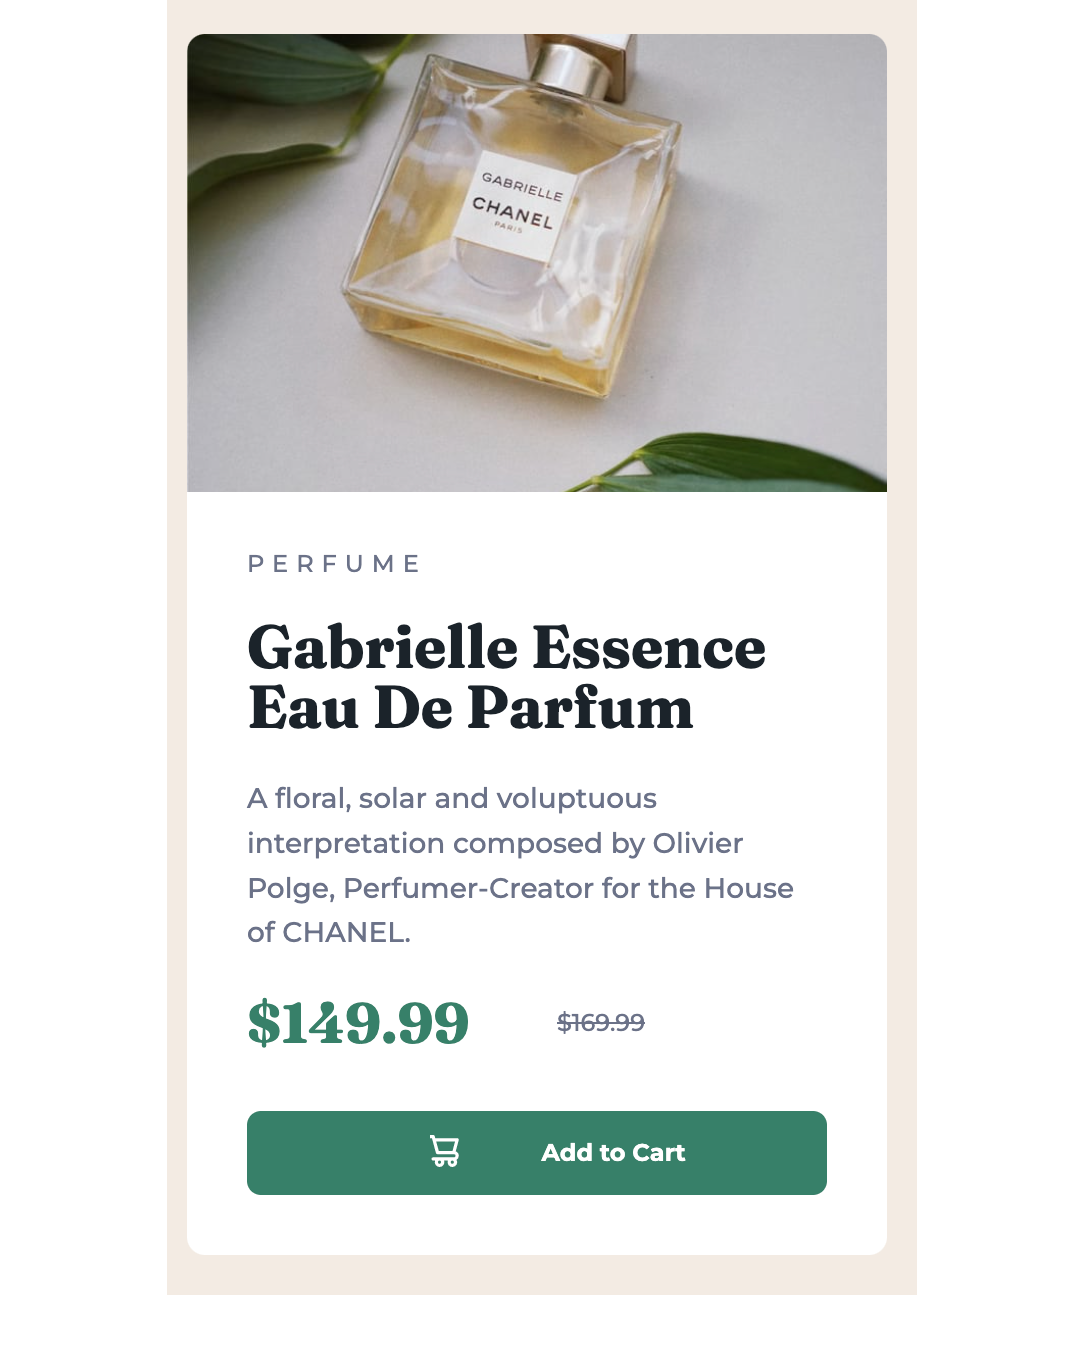 GABRIELLE
CHANEL
PARIS
PERFUME
Gabrielle Essence
Eau De Parfum
A floral, solar and voluptuous
interpretation composed by Olivier
Polge, Perfumer-Creator for the House
of CHANEL.
$149.99 $169.99
Add to Cart